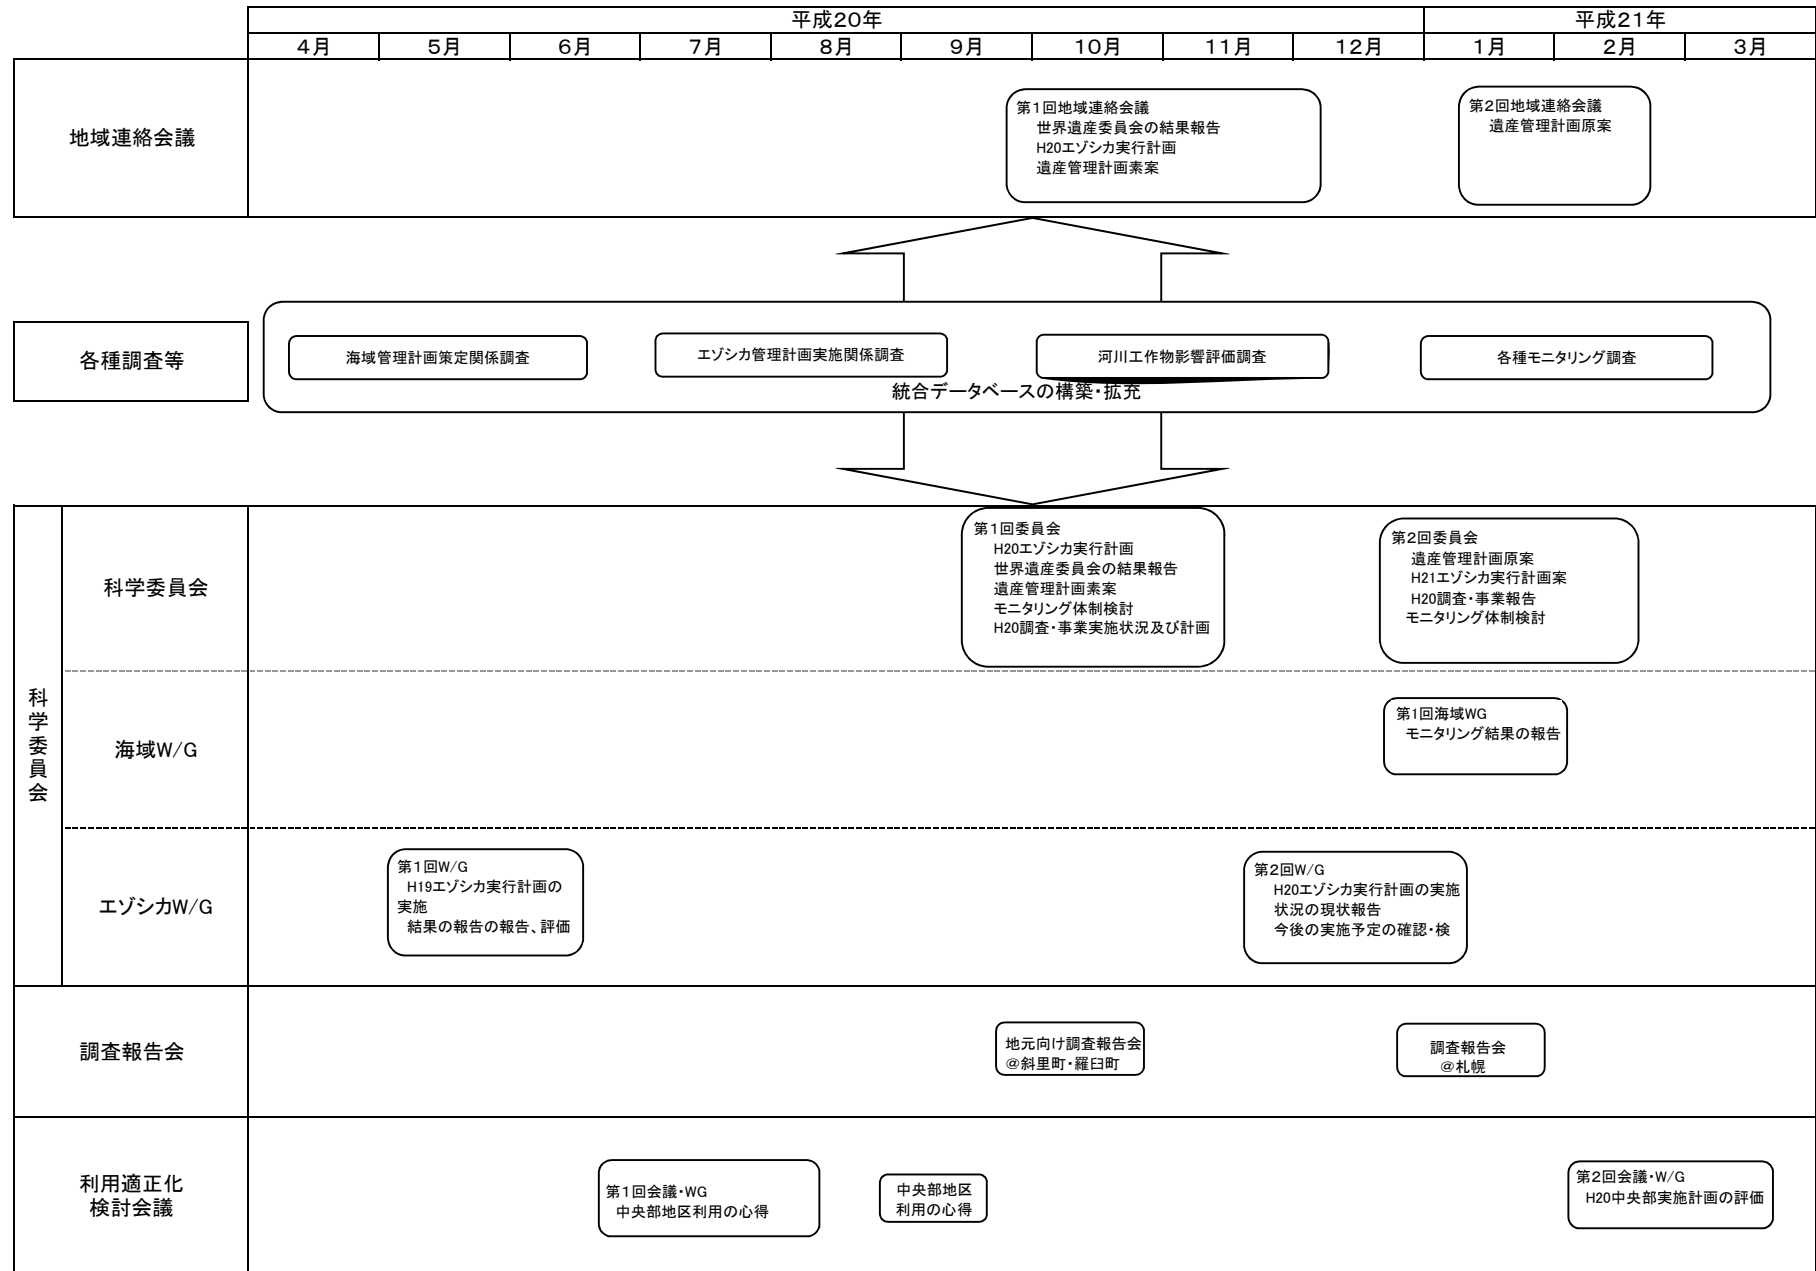 平成20年
平成21年
4月
5月
6月
7月
8月
9月
10月
11月
12月
1月
2月
3月
地域連絡会議
第1回地域連絡会議
世界遺産委員会の結果報告
H20エゾシカ実行計画
遺産管理計画素案
第2回地域連絡会議
遺産管理計画原案
各種調査等
海域管理計画策定関係調査
エゾシカ管理計画実施関係調査
河川工作物影響評価調査
各種モニタリング調査
統合データベースの構築・拡充
科学委員会
科学委員会
第1回委員会
H20エゾシカ実行計画
世界遺産委員会の結果報告
遺産管理計画素案
モニタリング体制検討
H20調査・事業実施状況及び計画
第2回委員会
遺産管理計画原案
H21エゾシカ実行計画案
H20調査・事業報告
モニタリング体制検討
海域W/G
第1回海域WG
モニタリング結果の報告
エゾシカW/G
第1回W/G
H19エゾシカ実行計画の
実施
結果の報告の報告、評価
第2回W/G
H20エゾシカ実行計画の実施
状況の現状報告
今後の実施予定の確認・検
調査報告会
地元向け調査報告会
@斜里町・羅臼町
調査報告会
@札幌
利用適正化
検討会議
第1回会議・WG
中央部地区利用の心得
中央部地区
利用の心得
第2回会議・W/G
H20中央部実施計画の評価